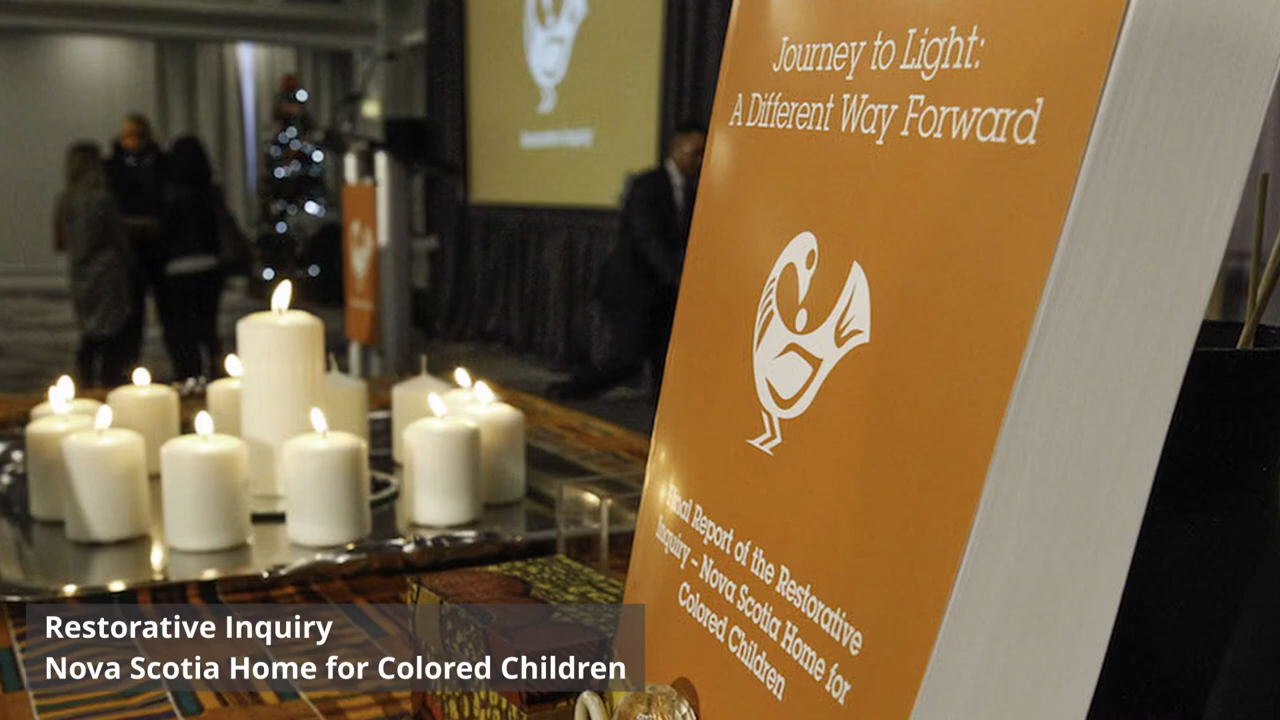 Journey to Light:
A Different Way Forward
Final Report of the Restorative
Inquiry – Nova Scotia Home for
Colored Children
Restorative Inquiry
Nova Scotia Home for Colored Children